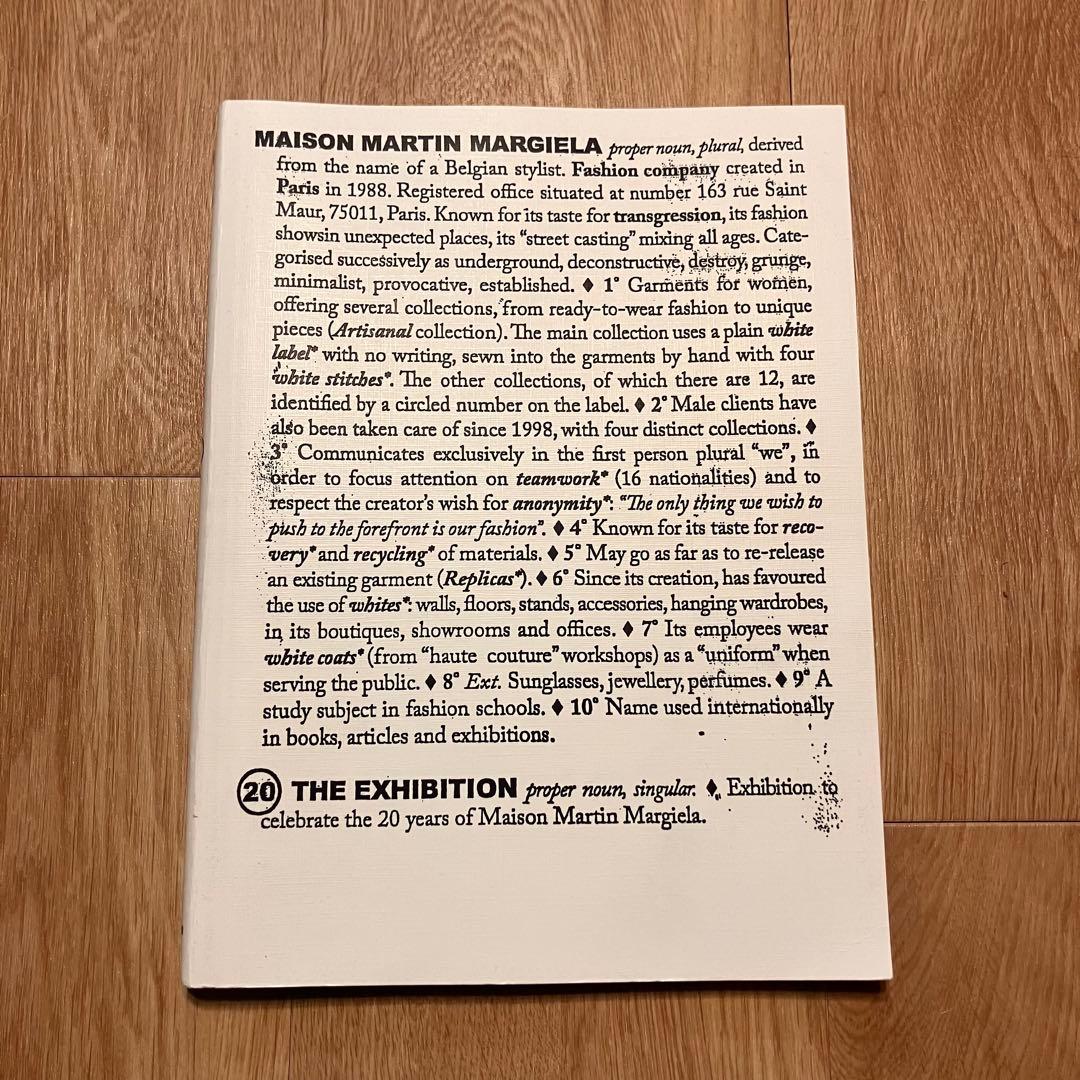 MAISON MARTIN MARGIELA proper noun, plural, derived
from the name of a Belgian stylist. Fashion company created in
Paris in 1988. Registered office situated at number 163 rue Saint
Maur, 75011, Paris. Known for its taste for transgression, its fashion
showsin unexpected places, its “street casting” mixing all ages. Cate-
gorised successively as underground, deconstructive, destroy, grunge,
minimalist, provocative, established. ♦ 1° Garments for women,
offering several collections, from ready-to-wear fashion to unique
pieces (Artisanal collection). The main collection uses a plain white
label* with no writing, sewn into the garments by hand with four
white stitches*. The other collections, of which there are 12, are
identified by a circled number on the label. ♦ 2° Male clients have
also been taken care of since 1998, with four distinct collections. ♦
3° Communicates exclusively in the first person plural “we”, in
order to focus attention on teamwork* (16 nationalities) and to
respect the creator’s wish for anonymity*: “The only thing we wish to
push to the forefront is our fashion”. ♦ 4° Known for its taste for reco-
very* and recycling* of materials. ♦ 5° May go as far as to re-release
an existing garment (Replicas*). ♦ 6° Since its creation, has favoured
the use of whites*: walls, floors, stands, accessories, hanging wardrobes,
in its boutiques, showrooms and offices. ♦ 7° Its employees wear
white coats* (from “haute couture” workshops) as a “uniform” when
serving the public. ♦ 8° Ext. Sunglasses, jewellery, perfumes. ♦ 9° A
study subject in fashion schools. ♦ 10° Name used internationally
in books, articles and exhibitions.
20 THE EXHIBITION proper noun, singular. ♦ Exhibition to
celebrate the 20 years of Maison Martin Margiela.